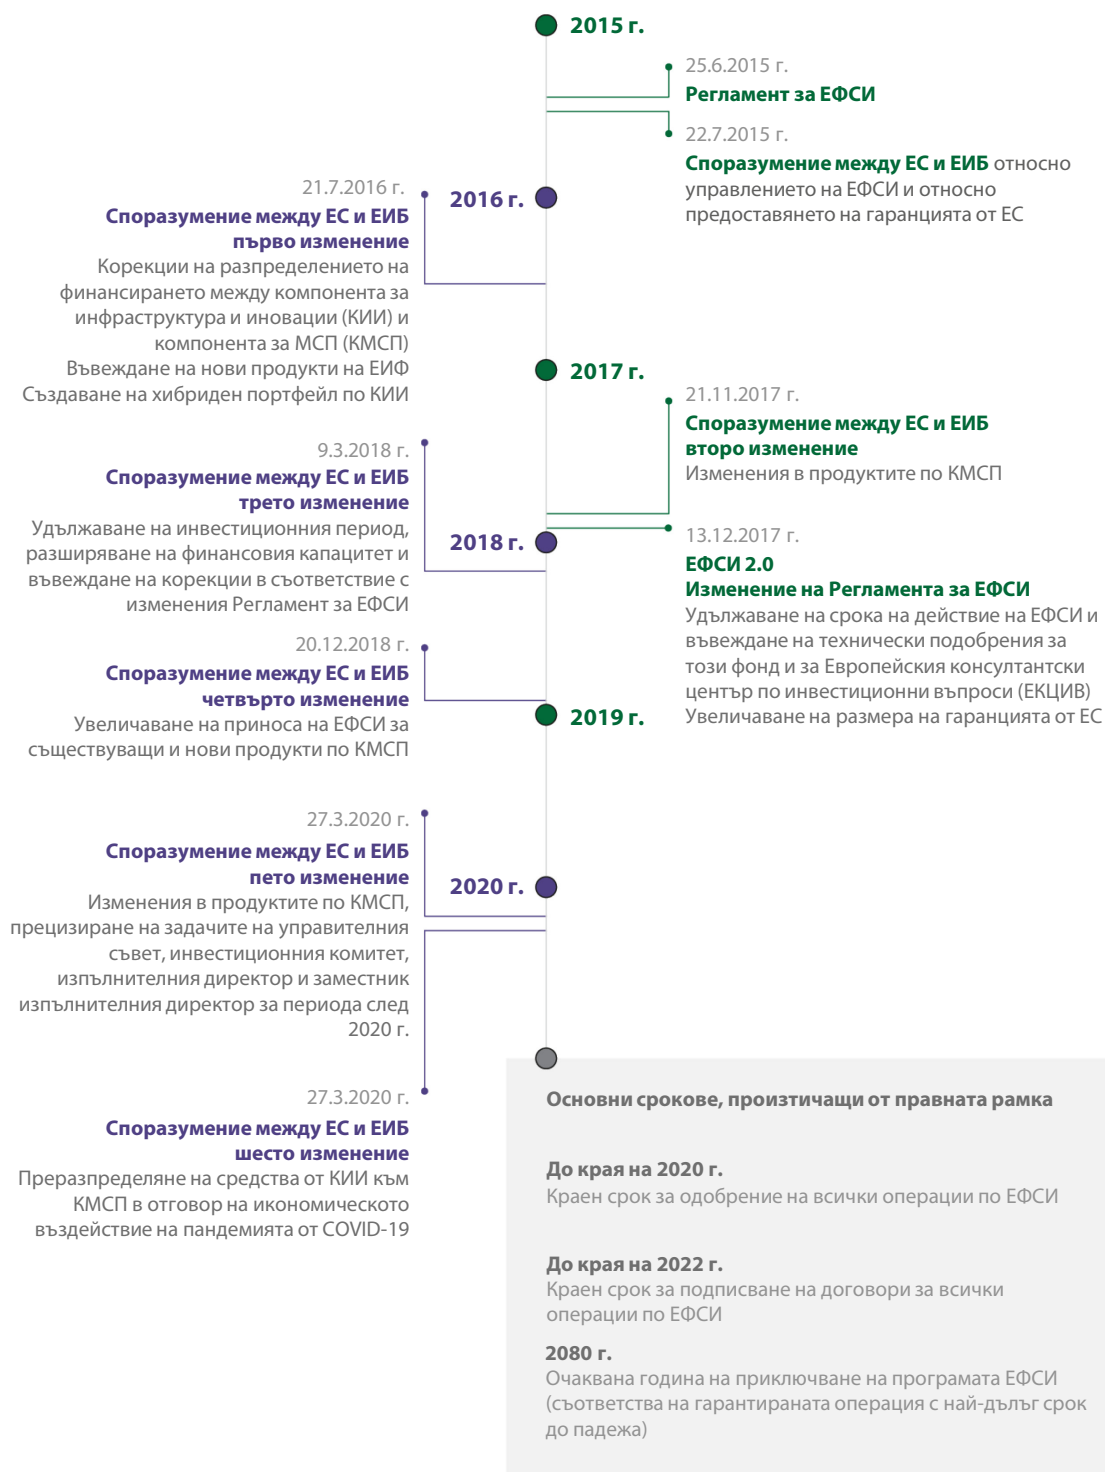 2015 г.
25.6.2015 г.
Регламент за ЕФСИ
22.7.2015 г.
Споразумение между ЕС и ЕИБ относно
управлението на ЕФСИ и относно
предоставянето на гаранцията от ЕС
2016 г.
21.7.2016 г.
Споразумение между ЕС и ЕИБ
първо изменение
Корекции на разпределението на
финансирането между компонента за
инфраструктура и иновации (КИИ) и
компонента за МСП (КМСП)
Въвеждане на нови продукти на ЕИФ
Създаване на хибриден портфейл по КИИ
2017 г.
21.11.2017 г.
Споразумение между ЕС и ЕИБ
второ изменение
Изменения в продуктите по КМСП
13.12.2017 г.
ЕФСИ 2.0
Изменение на Регламента за ЕФСИ
Удължаване на срока на действие на ЕФСИ и
въвеждане на технически подобрения за
този фонд и за Европейския консултантски
център по инвестиционни въпроси (ЕКЦИВ)
Увеличаване на размера на гаранцията от ЕС
2018 г.
9.3.2018 г.
Споразумение между ЕС и ЕИБ
трето изменение
Удължаване на инвестиционния период,
разширяване на финансовия капацитет и
въвеждане на корекции в съответствие с
изменения Регламент за ЕФСИ
20.12.2018 г.
Споразумение между ЕС и ЕИБ
четвърто изменение
Увеличаване на приноса на ЕФСИ за
съществуващи и нови продукти по КМСП
2019 г.
2020 г.
27.3.2020 г.
Споразумение между ЕС и ЕИБ
пето изменение
Изменения в продуктите по КМСП,
прецизиране на задачите на управителния
съвет, инвестиционния комитет,
изпълнителния директор и заместник
изпълнителния директор за периода след
2020 г.
27.3.2020 г.
Споразумение между ЕС и ЕИБ
шесто изменение
Преразпределяне на средства от КИИ към
КМСП в отговор на икономическото
въздействие на пандемията от COVID-19
Основни срокове, произтичащи от правната рамка
До края на 2020 г.
Краен срок за одобрение на всички операции по ЕФСИ
До края на 2022 г.
Краен срок за подписване на договори за всички
операции по ЕФСИ
2080 г.
Очаквана година на приключване на програмата ЕФСИ
(съответства на гарантираната операция с най-дълъг срок
до падежа)